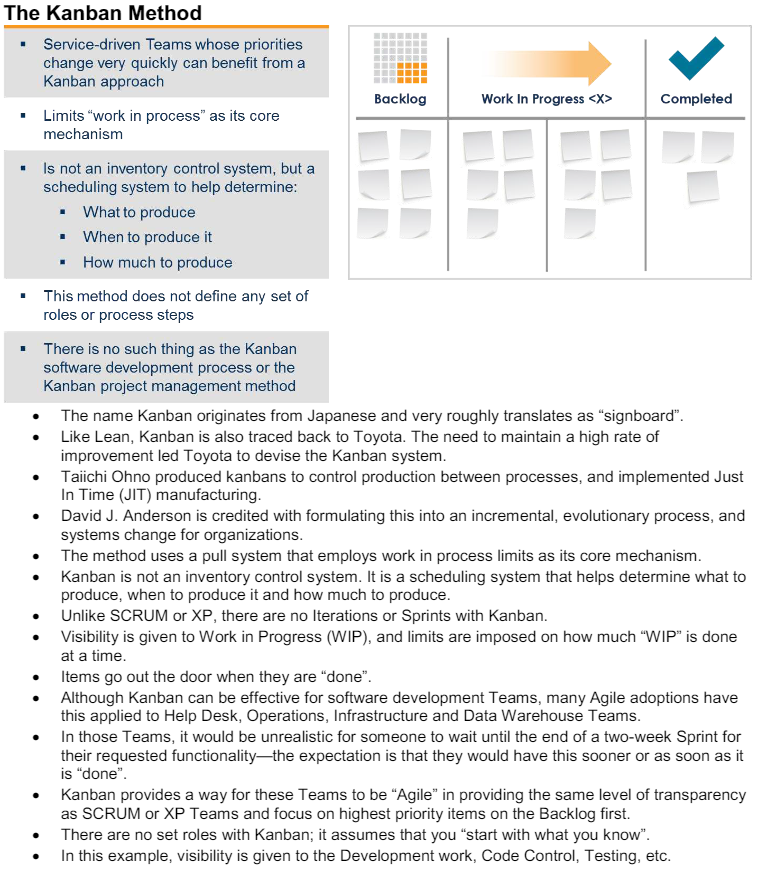 The Kanban Method
▪ Service-driven Teams whose priorities
change very quickly can benefit from a
Kanban approach
▪ Limits “work in process” as its core
mechanism
▪ Is not an inventory control system, but a
scheduling system to help determine:
▪ What to produce
▪ When to produce it
▪ How much to produce
▪ This method does not define any set of
roles or process steps
▪ There is no such thing as the Kanban
software development process or the
Kanban project management method
Backlog
Work In Progress <X>
Completed
• The name Kanban originates from Japanese and very roughly translates as “signboard”.
• Like Lean, Kanban is also traced back to Toyota. The need to maintain a high rate of
improvement led Toyota to devise the Kanban system.
• Taiichi Ohno produced kanbans to control production between processes, and implemented Just
In Time (JIT) manufacturing.
• David J. Anderson is credited with formulating this into an incremental, evolutionary process, and
systems change for organizations.
• The method uses a pull system that employs work in process limits as its core mechanism.
• Kanban is not an inventory control system. It is a scheduling system that helps determine what to
produce, when to produce it and how much to produce.
• Unlike SCRUM or XP, there are no Iterations or Sprints with Kanban.
• Visibility is given to Work in Progress (WIP), and limits are imposed on how much “WIP” is done
at a time.
• Items go out the door when they are “done”.
• Although Kanban can be effective for software development Teams, many Agile adoptions have
this applied to Help Desk, Operations, Infrastructure and Data Warehouse Teams.
• In those Teams, it would be unrealistic for someone to wait until the end of a two-week Sprint for
their requested functionality—the expectation is that they would have this sooner or as soon as it
is “done”.
• Kanban provides a way for these Teams to be “Agile” in providing the same level of transparency
as SCRUM or XP Teams and focus on highest priority items on the Backlog first.
• There are no set roles with Kanban; it assumes that you “start with what you know”.
• In this example, visibility is given to the Development work, Code Control, Testing, etc.